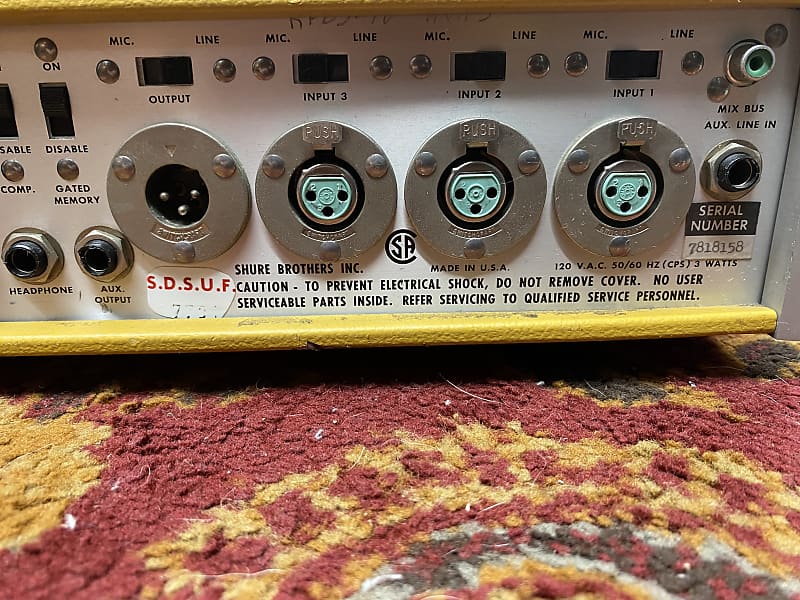 ON
MIC. LINE
MIC. LINE
MIC. LINE
MIC. LINE
OUTPUT
INPUT 3
INPUT 2
INPUT 1
MIX BUS
AUX. LINE IN
SABLE
DISABLE
PUSH
PUSH
PUSH
COMP.
GATED
MEMORY
SERIAL
NUMBER
7818158
HEADPHONE
AUX.
OUTPUT
S.D.S.U.F.
SHURE BROTHERS INC.
SA
MADE IN U.S.A.
120 V.A.C. 50/60 HZ (CPS) 3 WATTS
CAUTION - TO PREVENT ELECTRICAL SHOCK, DO NOT REMOVE COVER. NO USER
SERVICEABLE PARTS INSIDE. REFER SERVICING TO QUALIFIED SERVICE PERSONNEL.